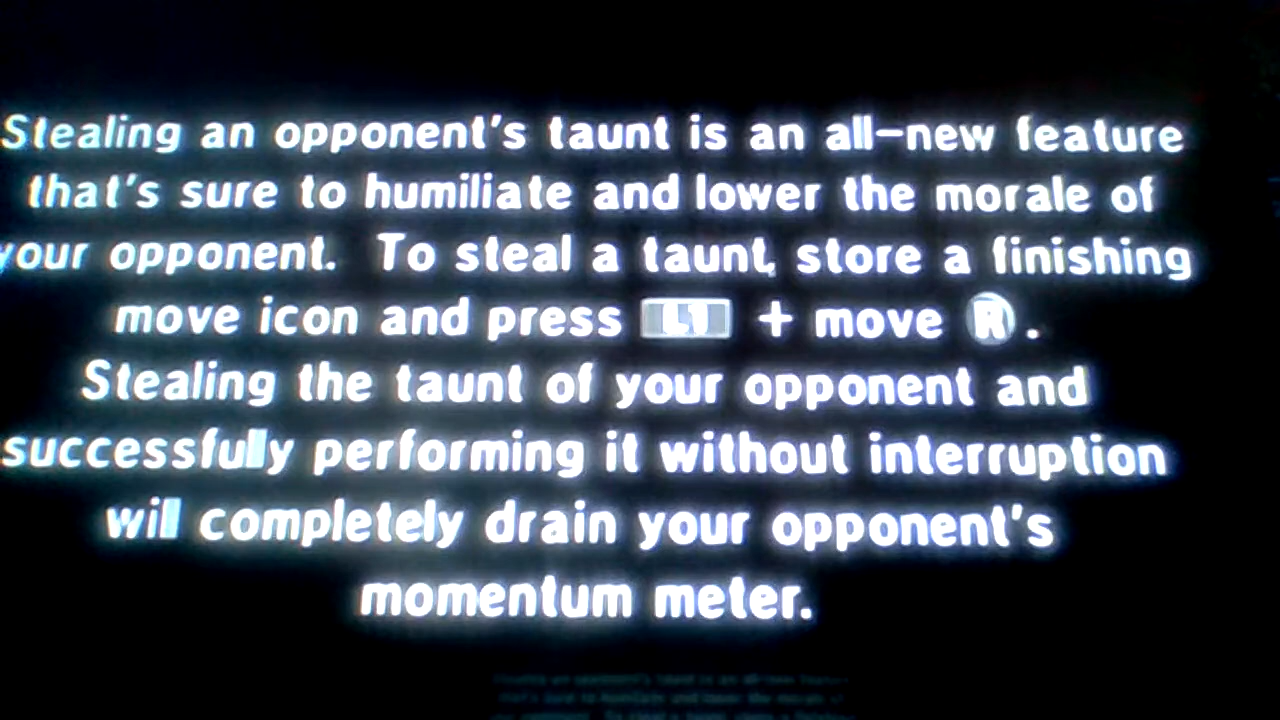 Stealing an opponent's taunt is an all-new feature
that's sure to humiliate and lower the morale of
your opponent. To steal a taunt, store a finishing
move icon and press L1 + move R.
Stealing the taunt of your opponent and
successfully performing it without interruption
will completely drain your opponent's
momentum meter.